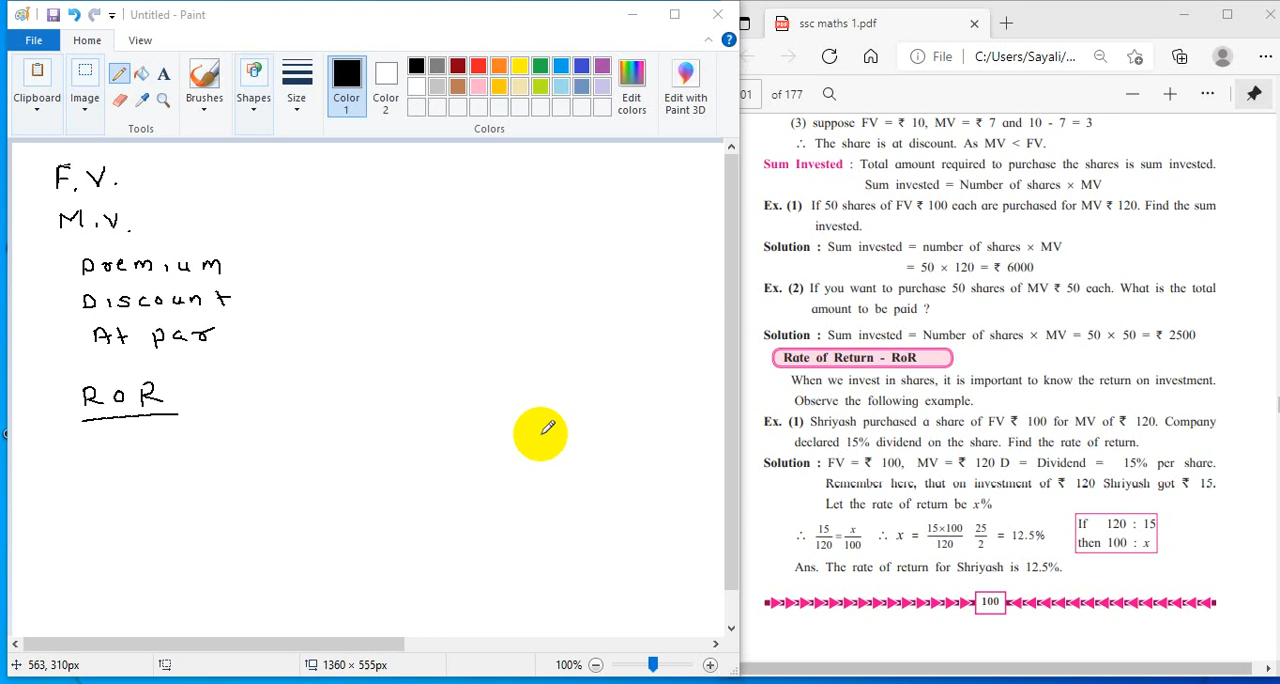 Untitled - Paint
File Home View
Clipboard
Image
Tools
Brushes
Shapes
Size
Color 1
Color 2
Edit colors
Edit with Paint 3D
Colors
F.V.
M.V.
Premium
Discount
At par
ROR
563, 310px
1360 × 555px
100%
ssc maths 1.pdf
File C:/Users/Sayali/...
01 of 177
(3) suppose FV = ₹ 10, MV = ₹ 7 and 10 - 7 = 3
∴ The share is at discount. As MV < FV.
Sum Invested : Total amount required to purchase the shares is sum invested.
Sum invested = Number of shares × MV
Ex. (1) If 50 shares of FV ₹ 100 each are purchased for MV ₹ 120. Find the sum
invested.
Solution : Sum invested = number of shares × MV
= 50 × 120 = ₹ 6000
Ex. (2) If you want to purchase 50 shares of MV ₹ 50 each. What is the total
amount to be paid ?
Solution : Sum invested = Number of shares × MV = 50 × 50 = ₹ 2500
Rate of Return - RoR
When we invest in shares, it is important to know the return on investment.
Observe the following example.
Ex. (1) Shriyash purchased a share of FV ₹ 100 for MV of ₹ 120. Company
declared 15% dividend on the share. Find the rate of return.
Solution : FV = ₹ 100, MV = ₹ 120 D = Dividend = 15% per share.
Remember here, that on investment of ₹ 120 Shriyash got ₹ 15.
Let the rate of return be x%
∴ 15/120 = x/100 ∴ x = 15×100/120 25/2 = 12.5%
If 120 : 15
then 100 : x
Ans. The rate of return for Shriyash is 12.5%.
100